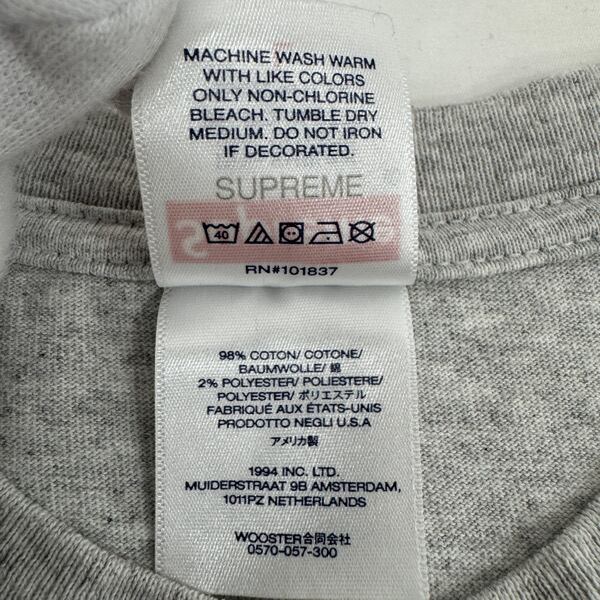 MACHINE WASH WARM
WITH LIKE COLORS
ONLY NON-CHLORINE
BLEACH. TUMBLE DRY
MEDIUM. DO NOT IRON
IF DECORATED.
SUPREME
40
RN#101837
98% COTON/ COTONE/
BAUMWOLLE/ 綿
2% POLYESTER/ POLIESTERE/
POLYESTER/ ポリエステル
FABRIQUÉ AUX ÉTATS-UNIS
PRODOTTO NEGLI U.S.A
アメリカ製
1994 INC. LTD.
MUIDERSTRAAT 9B AMSTERDAM,
1011PZ NETHERLANDS
WOOSTER合同会社
0570-057-300